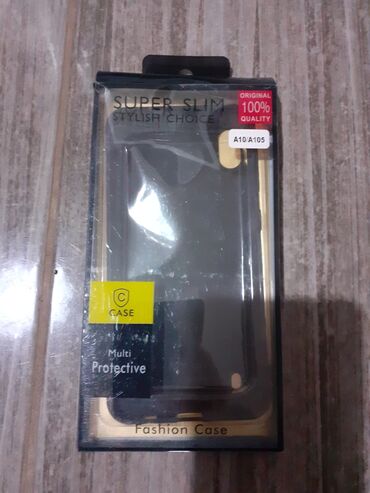 SUPER SLIM
STYLISH CHOICE
ORIGINAL
100%
QUALITY
A10/A105
C
CASE
Multi
Protective
Fashion Case